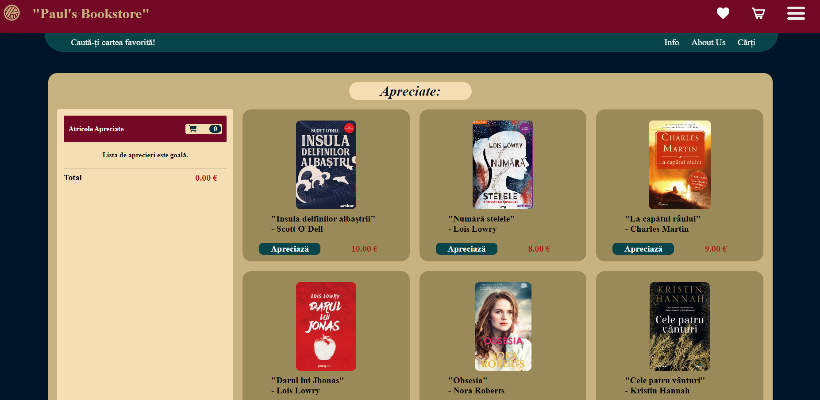 "Paul's Bookstore"
Caută-ți cartea favorită!
Info About Us Cărți
Apreciate:
Atricole Apreciate 0
Lista de aprecieri este goală.
Total 0.00 €
SCOTT O'DELL
INSULA
DELFINILOR
ALBAȘTRI
arthur
"Insula delfinilor albaștrii"
- Scott O'Dell
Apreciază 10.00 €
LOIS LOWRY
NUMĂRĂ
STELELE
arthur
"Numără stelele"
- Lois Lowry
Apreciază 8.00 €
CHARLES
MARTIN
La capătul râului
"La capătul râului"
- Charles Martin
Apreciază 9.00 €
LOIS LOWRY
DARUL
LUI
JONAS
"Darul lui Jhonas"
- Lois Lowry
OBSESIA
NORA
ROBERTS
"Obsesia"
- Nora Roberts
KRISTIN
HANNAH
Cele patru
vânturi
"Cele patru vânturi"
- Kristin Hannah